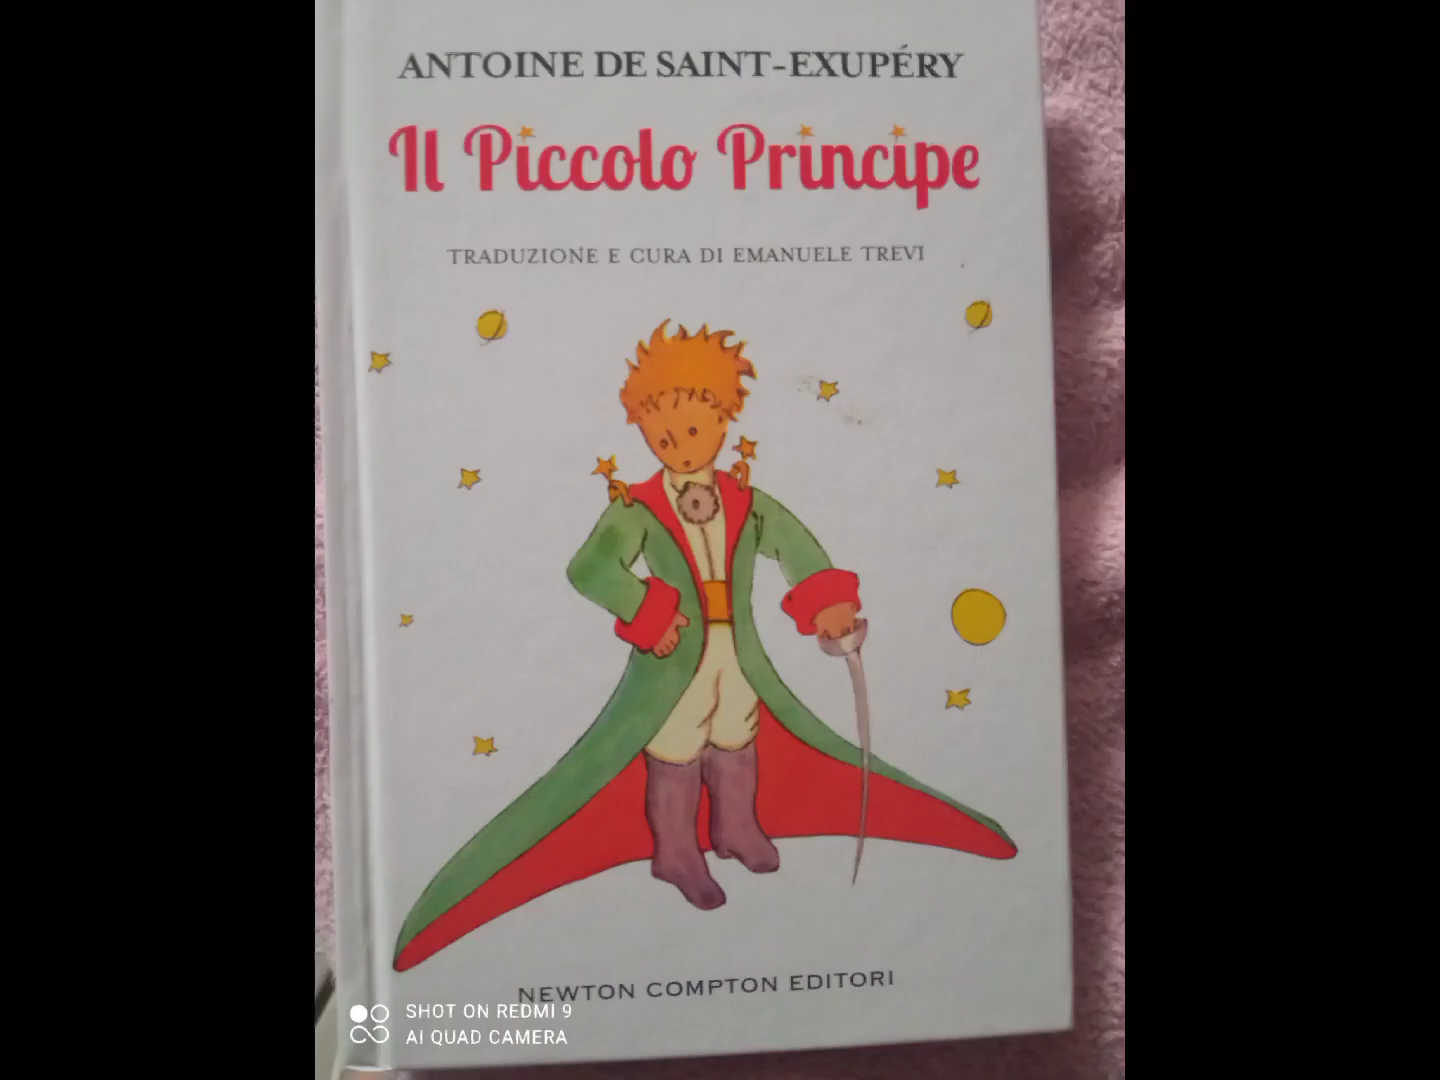 ANTOINE DE SAINT-EXUPÉRY
Il Piccolo Principe
TRADUZIONE E CURA DI EMANUELE TREVI
NEWTON COMPTON EDITORI
SHOT ON REDMI 9
AI QUAD CAMERA